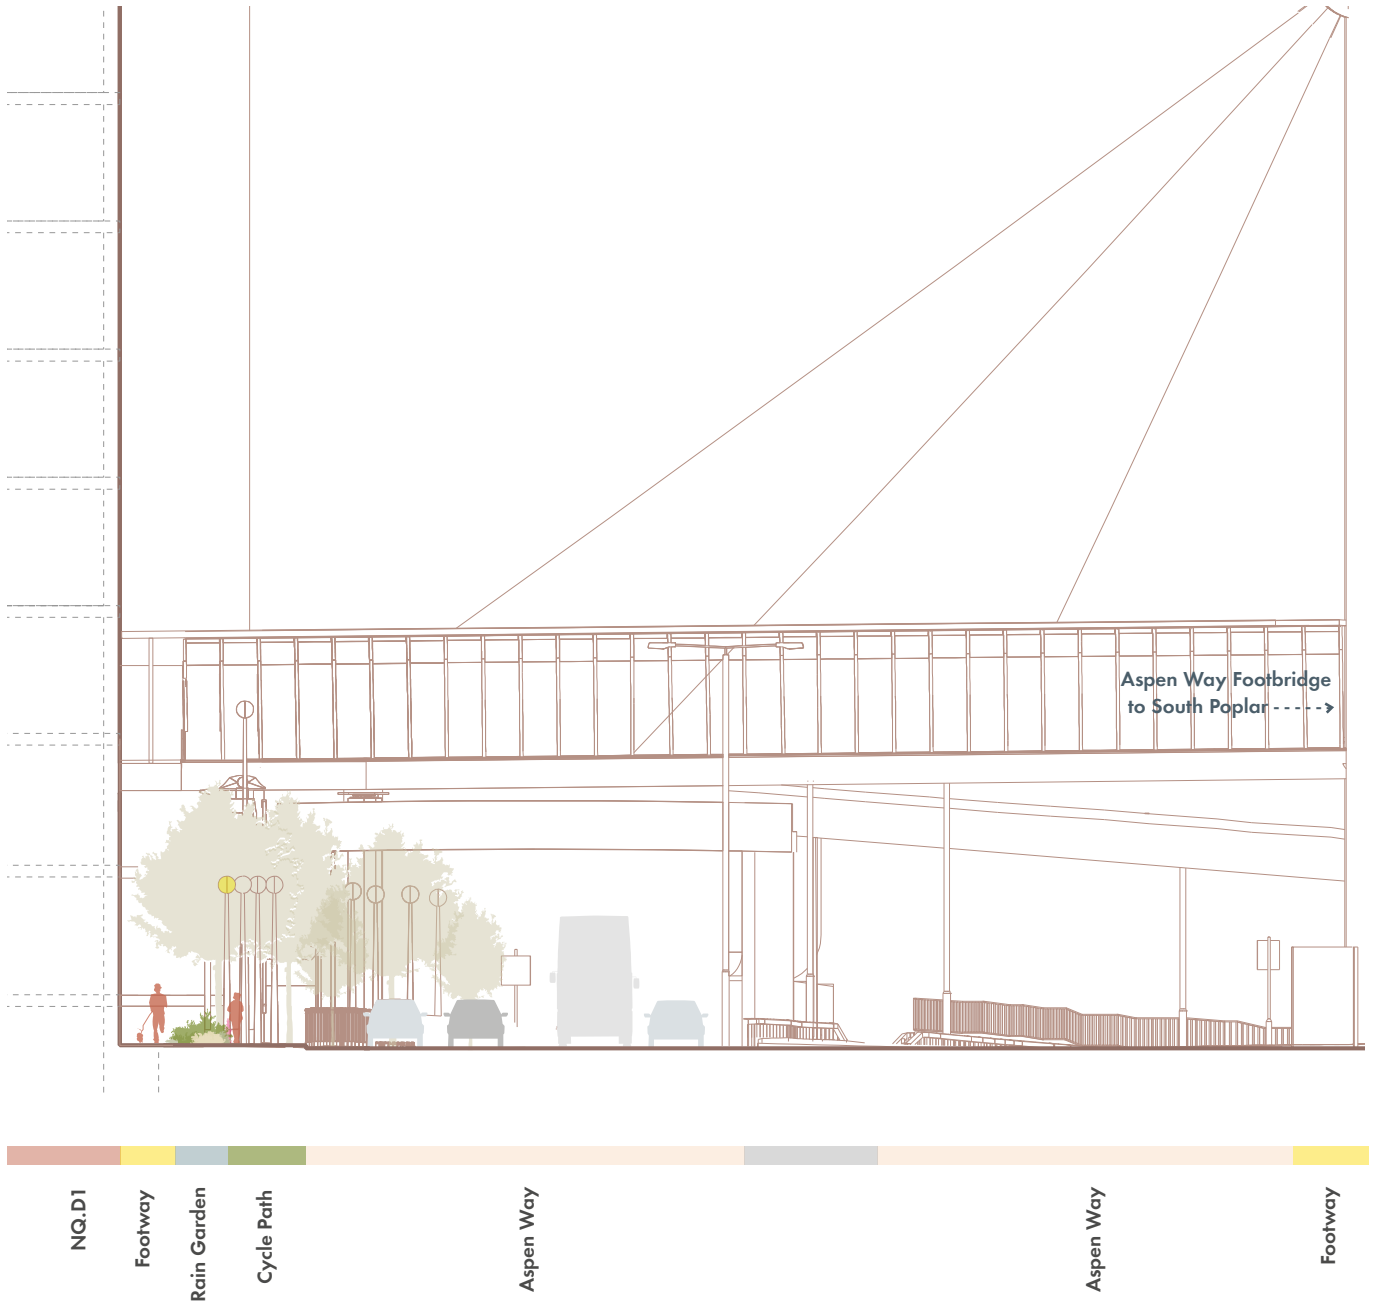 Aspen Way Footbridge
to South Poplar
NQ.D1
Footway
Rain Garden
Cycle Path
Aspen Way
Aspen Way
Footway